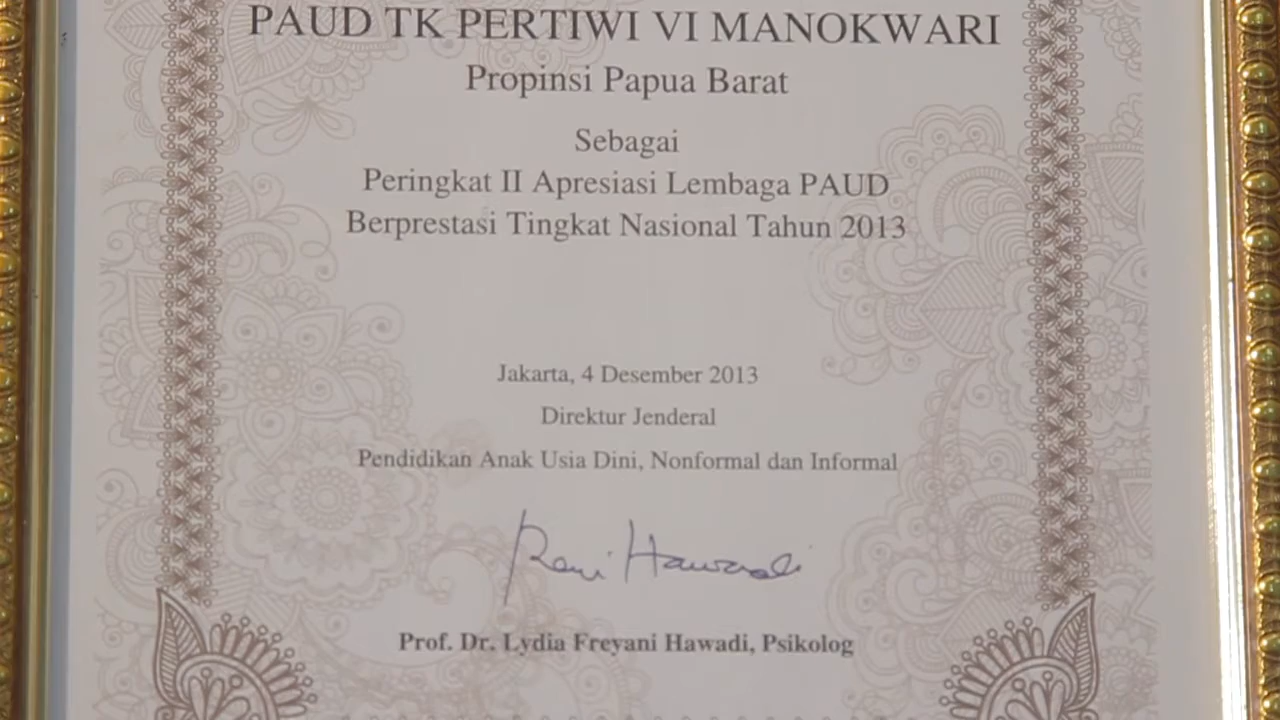 PAUD TK PERTIWI VI MANOKWARI
Propinsi Papua Barat
Sebagai
Peringkat II Apresiasi Lembaga PAUD
Berprestasi Tingkat Nasional Tahun 2013
Jakarta, 4 Desember 2013
Direktur Jenderal
Pendidikan Anak Usia Dini, Nonformal dan Informal
Reni Hawadi
Prof. Dr. Lydia Freyani Hawadi, Psikolog